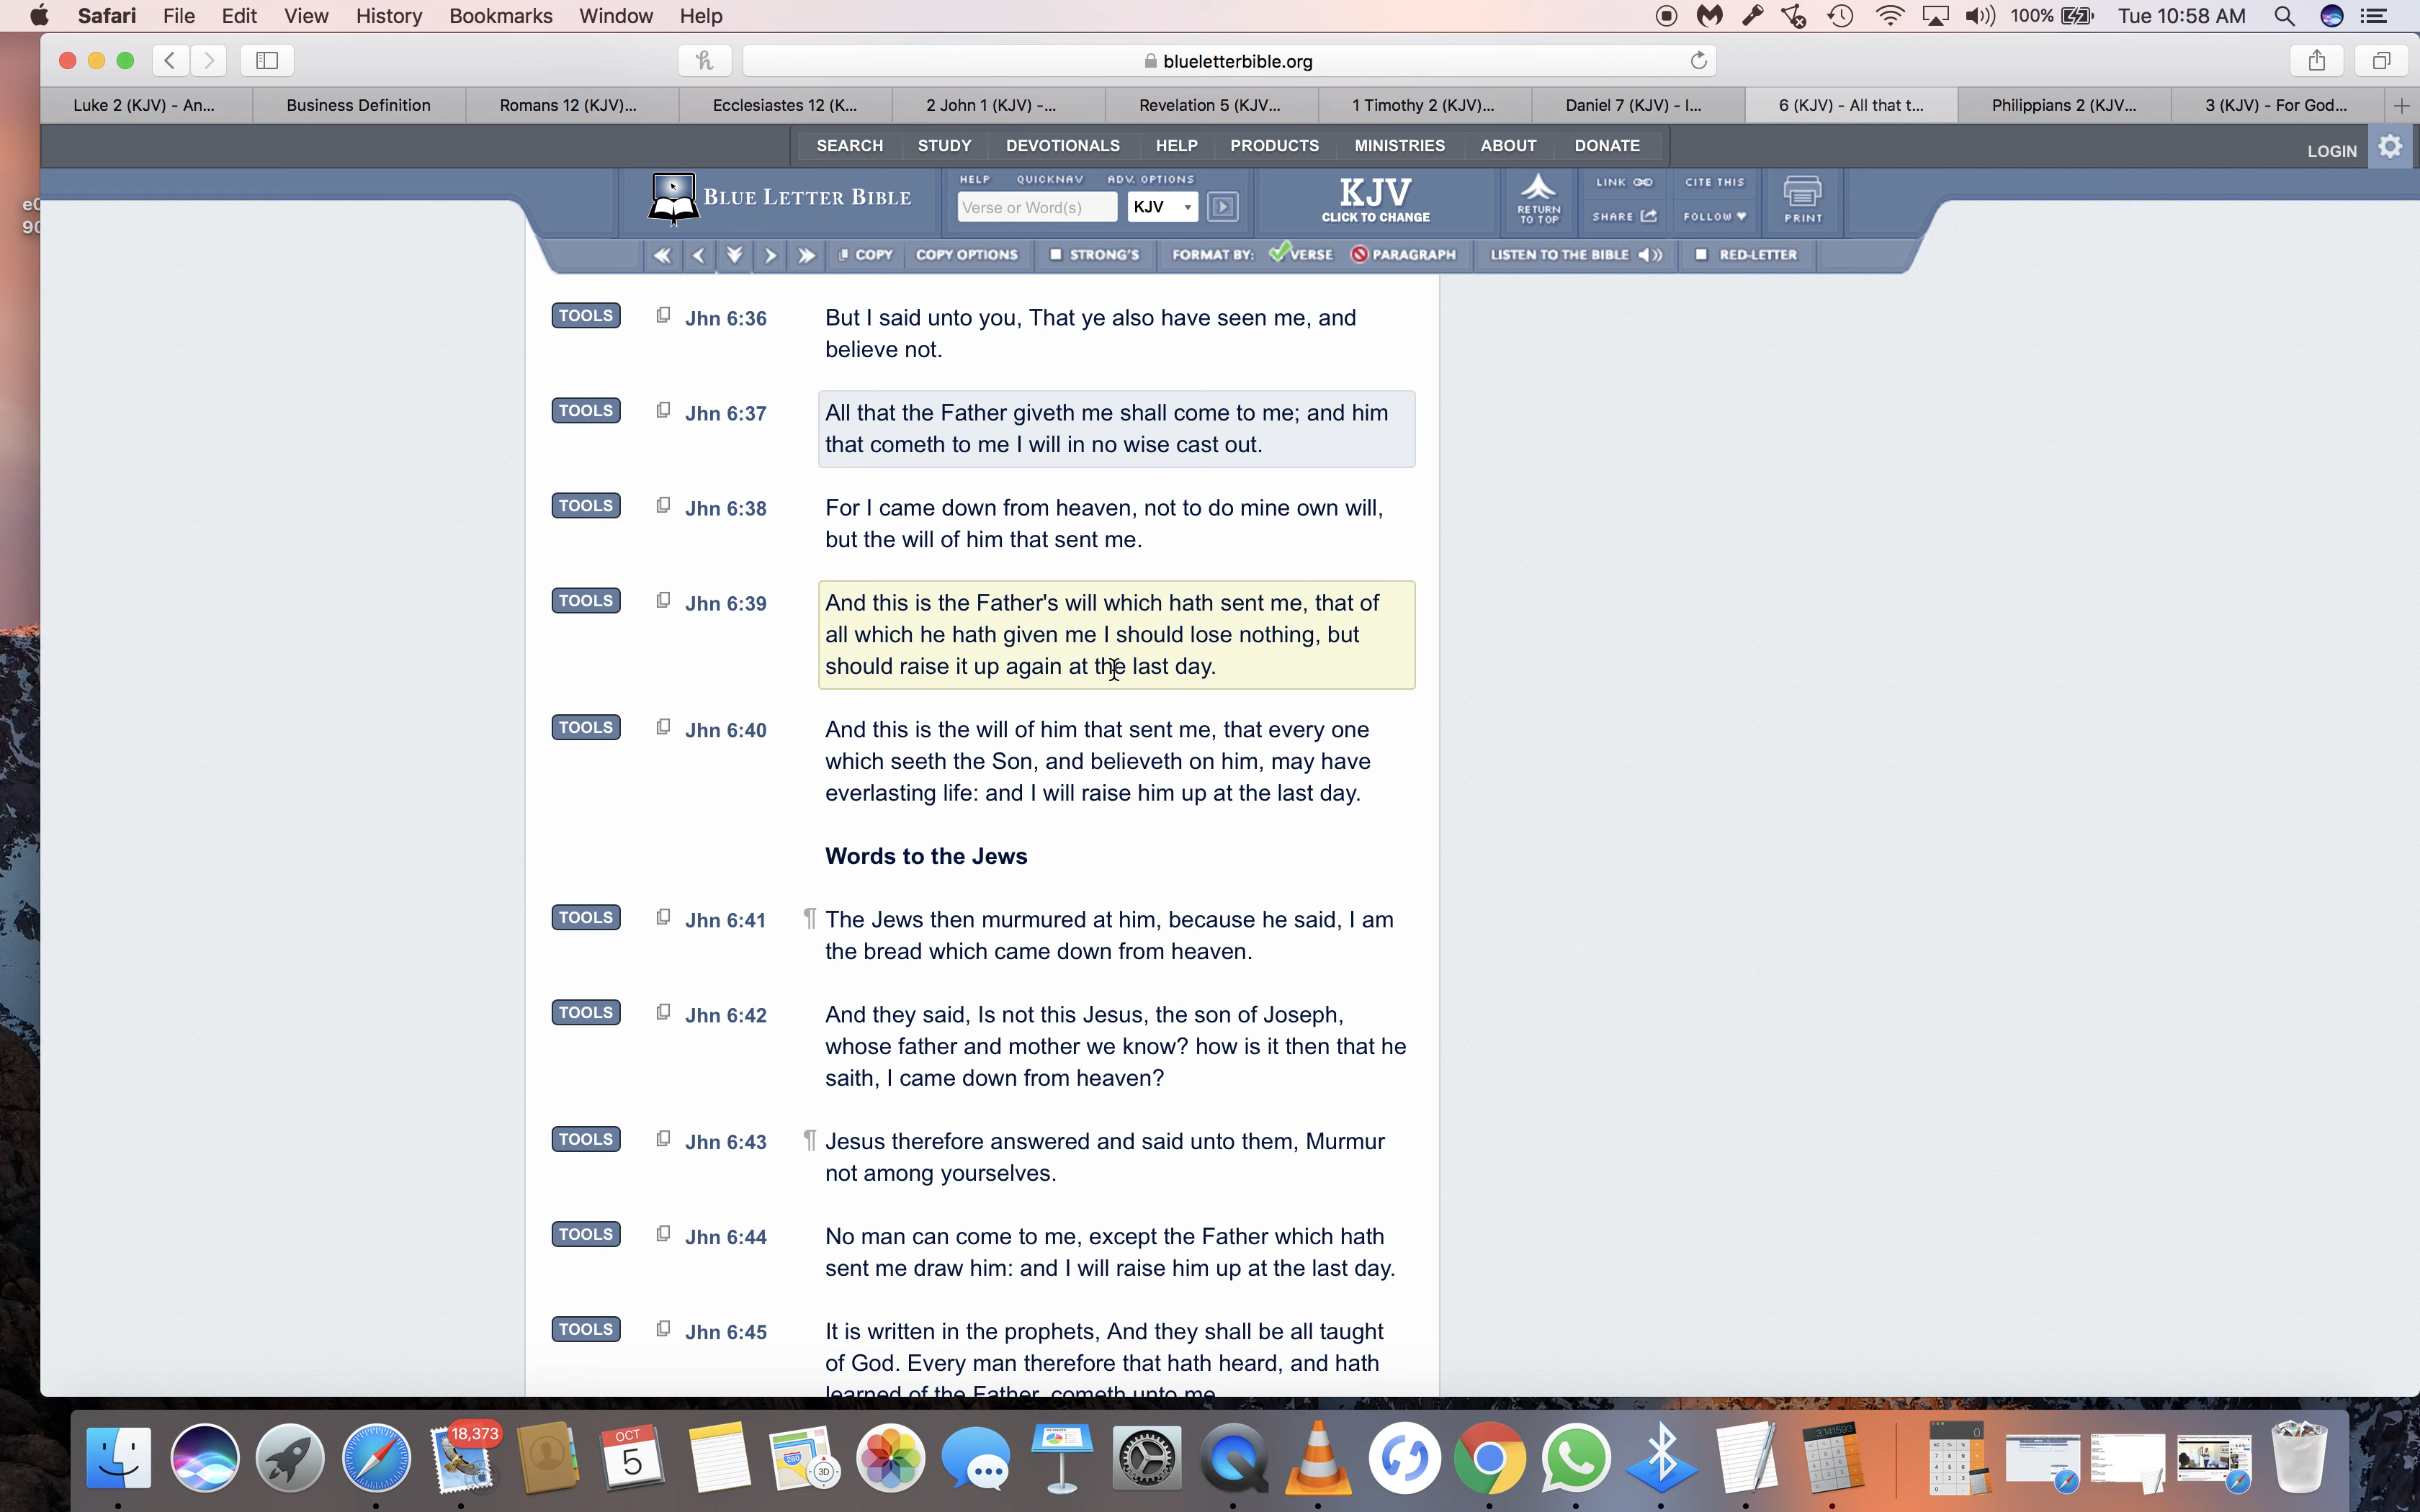 Safari File Edit View History Bookmarks Window Help 100% Tue 10:58 AM
blueletterbible.org
Luke 2 (KJV) - An... Business Definition Romans 12 (KJV)... Ecclesiastes 12 (K... 2 John 1 (KJV) -... Revelation 5 (KJV... 1 Timothy 2 (KJV)... Daniel 7 (KJV) - I... 6 (KJV) - All that t... Philippians 2 (KJV... 3 (KJV) - For God...
SEARCH STUDY DEVOTIONALS HELP PRODUCTS MINISTRIES ABOUT DONATE LOGIN
HELP QUICKNAV ADV. OPTIONS
BLUE LETTER BIBLE
Verse or Word(s) KJV
KJV
CLICK TO CHANGE
RETURN
TO TOP
LINK CITE THIS
SHARE FOLLOW
PRINT
COPY COPY OPTIONS STRONG'S FORMAT BY: VERSE PARAGRAPH LISTEN TO THE BIBLE RED-LETTER
TOOLS Jhn 6:36 But I said unto you, That ye also have seen me, and
believe not.
TOOLS Jhn 6:37 All that the Father giveth me shall come to me; and him
that cometh to me I will in no wise cast out.
TOOLS Jhn 6:38 For I came down from heaven, not to do mine own will,
but the will of him that sent me.
TOOLS Jhn 6:39 And this is the Father's will which hath sent me, that of
all which he hath given me I should lose nothing, but
should raise it up again at the last day.
TOOLS Jhn 6:40 And this is the will of him that sent me, that every one
which seeth the Son, and believeth on him, may have
everlasting life: and I will raise him up at the last day.
Words to the Jews
TOOLS Jhn 6:41 ¶ The Jews then murmured at him, because he said, I am
the bread which came down from heaven.
TOOLS Jhn 6:42 And they said, Is not this Jesus, the son of Joseph,
whose father and mother we know? how is it then that he
saith, I came down from heaven?
TOOLS Jhn 6:43 ¶ Jesus therefore answered and said unto them, Murmur
not among yourselves.
TOOLS Jhn 6:44 No man can come to me, except the Father which hath
sent me draw him: and I will raise him up at the last day.
TOOLS Jhn 6:45 It is written in the prophets, And they shall be all taught
of God. Every man therefore that hath heard, and hath
learned of the Father, cometh unto me.
18,373
OCT
5
280
3D
3.141593
0